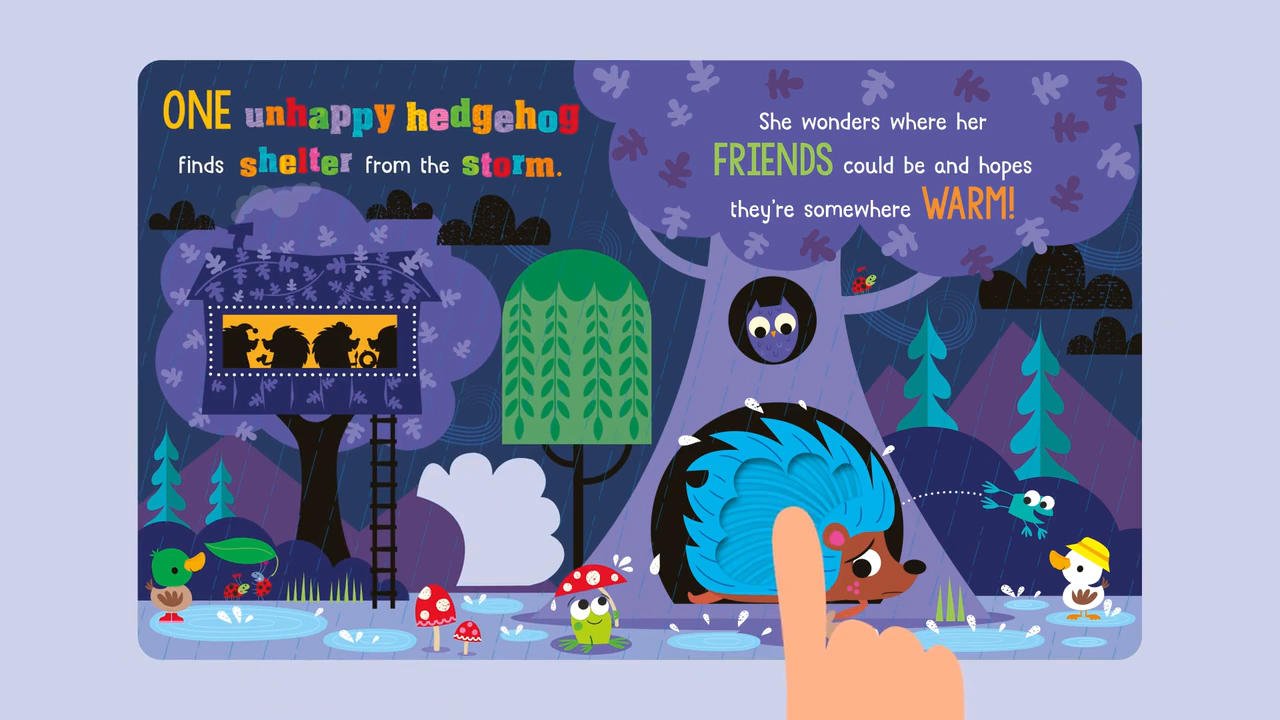 ONE unhappy hedgehog
finds shelter from the storm.
She wonders where her
FRIENDS could be and hopes
they're somewhere WARM!